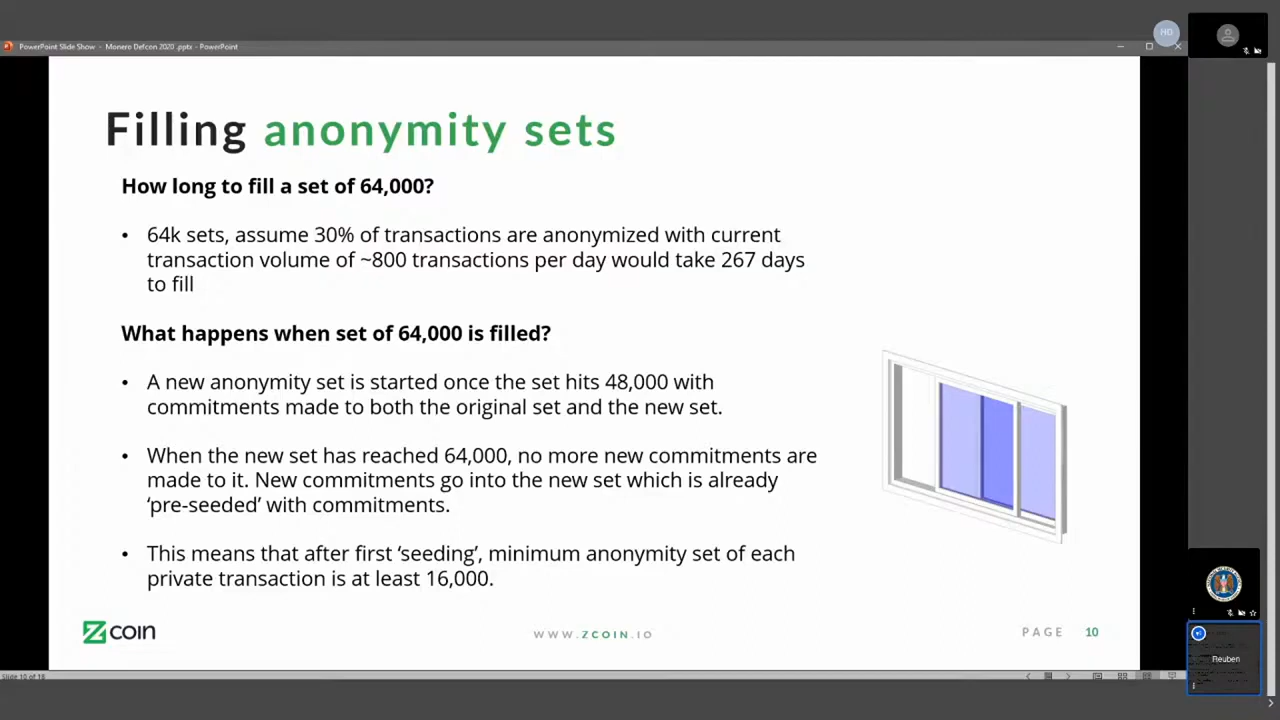 PowerPoint Slide Show - Monero Defcon 2020 .pptx - PowerPoint
HD
Filling anonymity sets
How long to fill a set of 64,000?
• 64k sets, assume 30% of transactions are anonymized with current
transaction volume of ~800 transactions per day would take 267 days
to fill
What happens when set of 64,000 is filled?
• A new anonymity set is started once the set hits 48,000 with
commitments made to both the original set and the new set.
• When the new set has reached 64,000, no more new commitments are
made to it. New commitments go into the new set which is already
‘pre-seeded’ with commitments.
• This means that after first ‘seeding’, minimum anonymity set of each
private transaction is at least 16,000.
zcoin
WWW.ZCOIN.IO
PAGE 10
Reuben
Slide 10 of 18